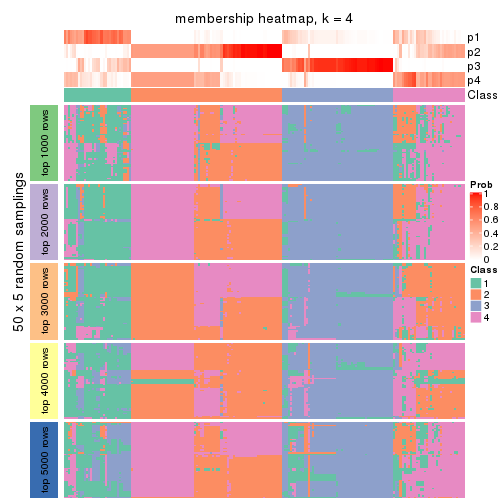 membership heatmap, k = 4
p1
p2
p3
p4
Class
50 x 5 random samplings
top 1000 rows
top 2000 rows
top 3000 rows
top 4000 rows
top 5000 rows
Prob
1
0.8
0.6
0.4
0.2
0
Class
1
2
3
4